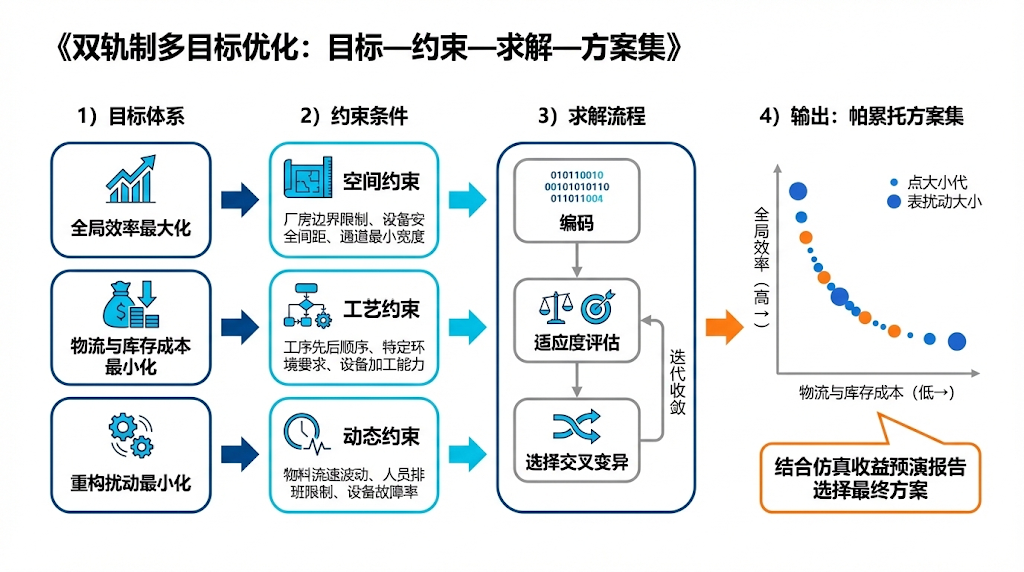 《双轨制多目标优化：目标—约束—求解—方案集》
1）目标体系
全局效率最大化
物流与库存成本
最小化
重构扰动最小化
2）约束条件
空间约束
厂房边界限制、设备安
全间距、通道最小宽度
工艺约束
工序先后顺序、特定环
境要求、设备加工能力
动态约束
物料流速波动、人员排
班限制、设备故障率
3）求解流程
010110010
00101010110
011011004
编码
适应度评估
选择交叉变异
迭代收敛
4）输出：帕累托方案集
点大小代
表扰动大小
全局效率（高→）
物流与库存成本（低→）
结合仿真收益预演报告
选择最终方案